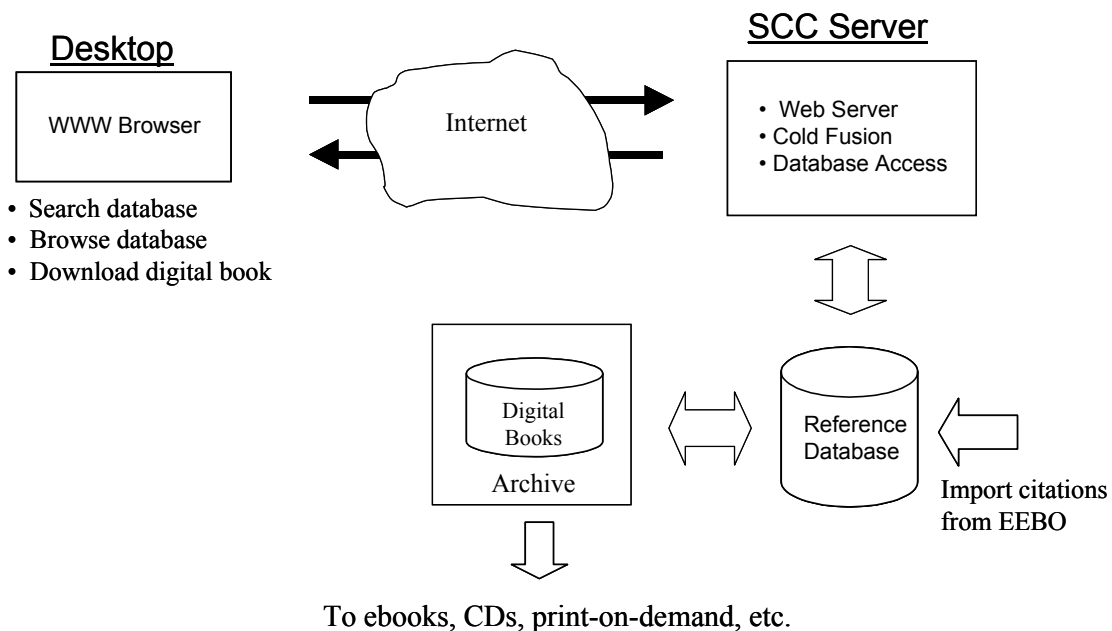 Desktop
SCC Server
WWW Browser
Internet
• Web Server
• Cold Fusion
• Database Access
• Search database
• Browse database
• Download digital book
Digital
Books
Archive
Reference
Database
Import citations
from EEBO
To ebooks, CDs, print-on-demand, etc.